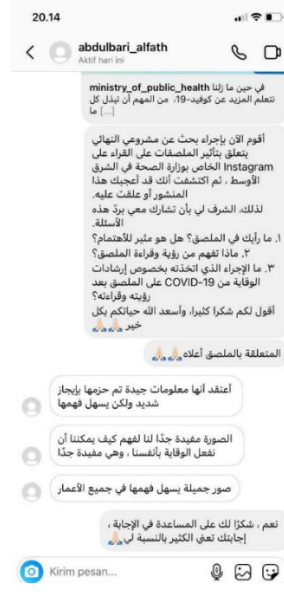 20.14
abdulbari_alfath
Aktif hari ini
ministry_of_public_health في حين ما زلنا
نتعلم المزيد عن كوفيد-19، من المهم أن نبذل كل
ما [...]
أقوم الآن بإجراء بحث عن مشروعي النهائي
يتعلق بتأثير الملصقات على القراء على
Instagram الخاص بوزارة الصحة في الشرق
الأوسط ، ثم اكتشفت أنك قد أعجبك هذا
المنشور أو علقت عليه.
لذلك، الشرف لي بأن تشارك معي بردّ هذه
الأسئلة.
١. ما رأيك في الملصق؟ هل هو مثير للأهتمام؟
٢. ماذا تفهم من رؤية وقراءة الملصق؟
٣. ما الإجراء الذي اتخذته بخصوص إرشادات
الوقاية من COVID-19 على الملصق بعد
رؤيته وقراءته؟
أقول لكم شكرا كثيرا، وأسعد الله حياتكم بكل
خير 🙏🏻🙏🏻
المتعلقة بالملصق أعلاه🙏🏻🙏🏻
أعتقد أنها معلومات جيدة تم حزمها بإيجاز
شديد ولكن يسهل فهمها
الصورة مفيدة جدًا لنا لفهم كيف يمكننا أن
نفعل الوقاية بأنفسنا ، وهي مفيدة جدًا
صور جميلة يسهل فهمها في جميع الأعمار
نعم ، شكرًا لك على المساعدة في الإجابة ،
إجابتك تعني الكثير بالنسبة لي🙏🏻
Kirim pesan...